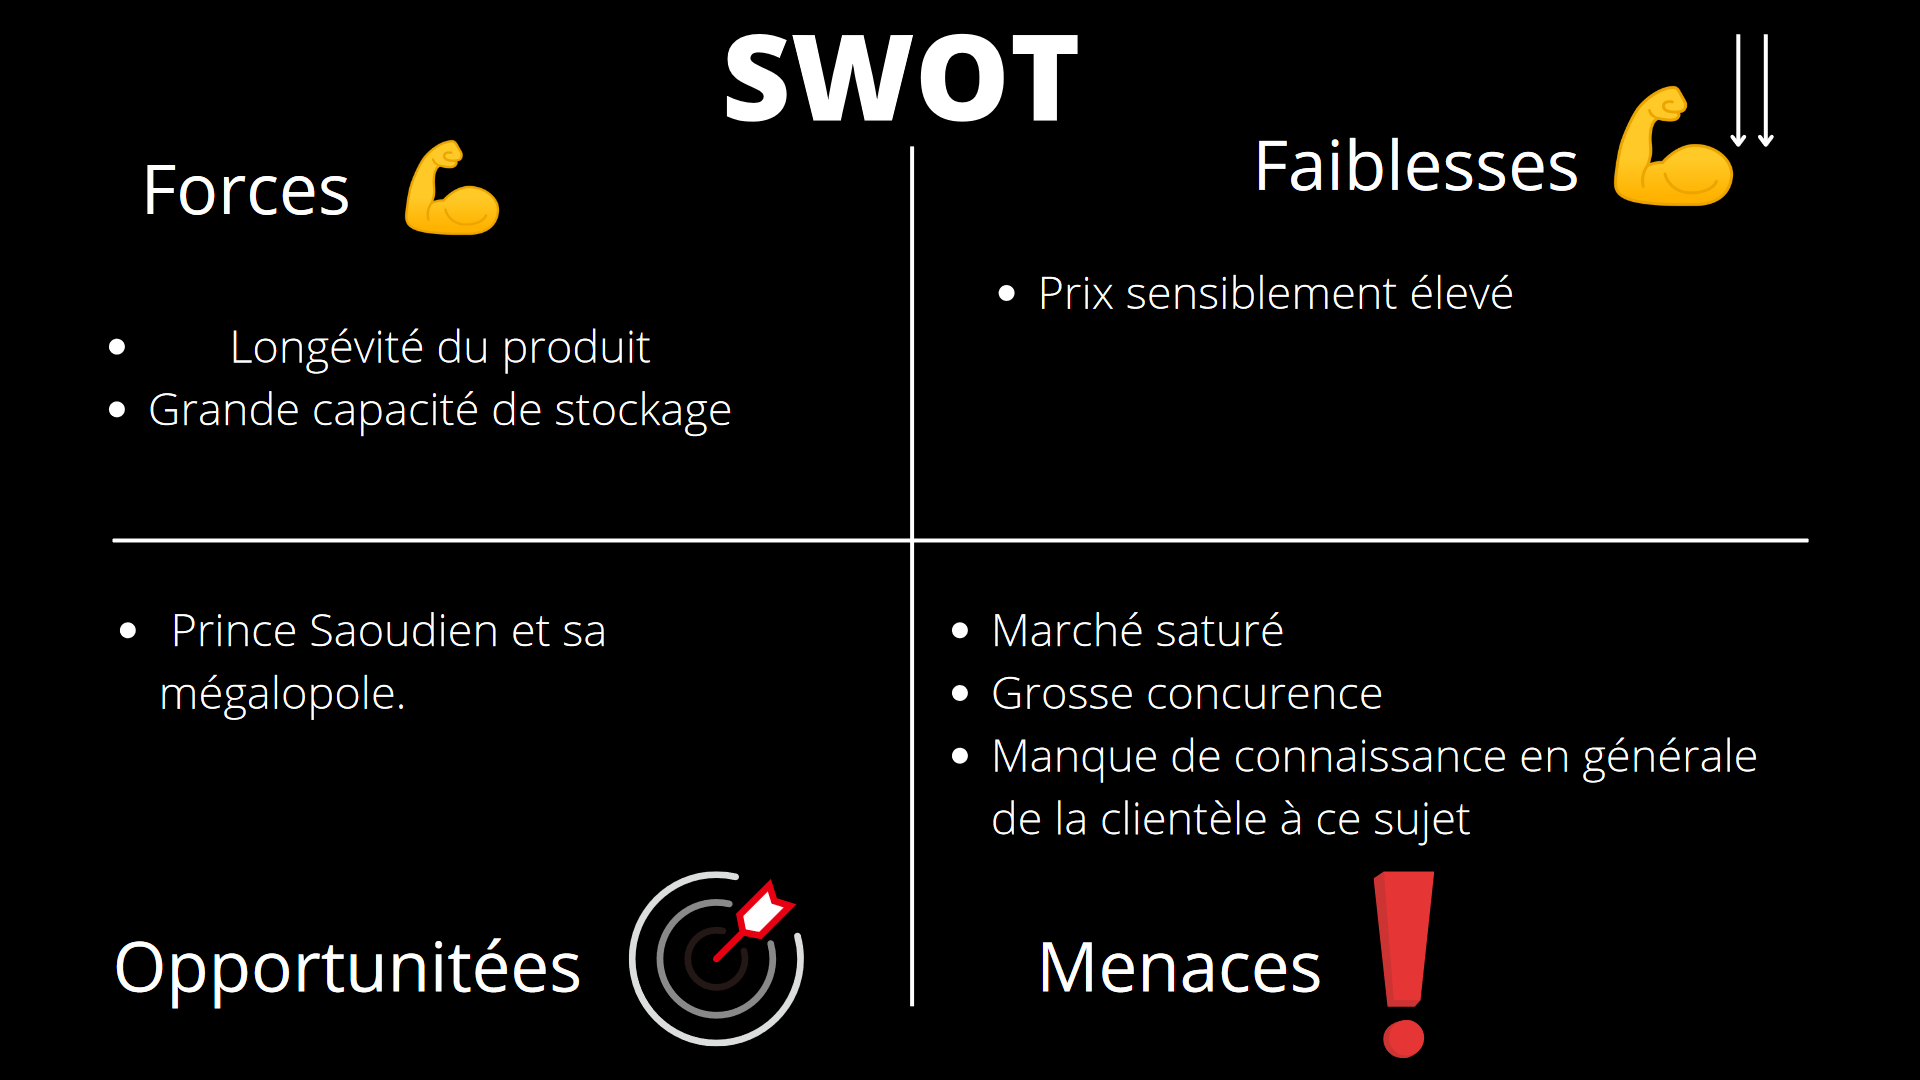 SWOT
Forces
Faiblesses
• Longévité du produit
• Grande capacité de stockage
• Prix sensiblement élevé
• Prince Saoudien et sa
mégalopole.
• Marché saturé
• Grosse concurence
• Manque de connaissance en générale
de la clientèle à ce sujet
Opportunitées
Menaces